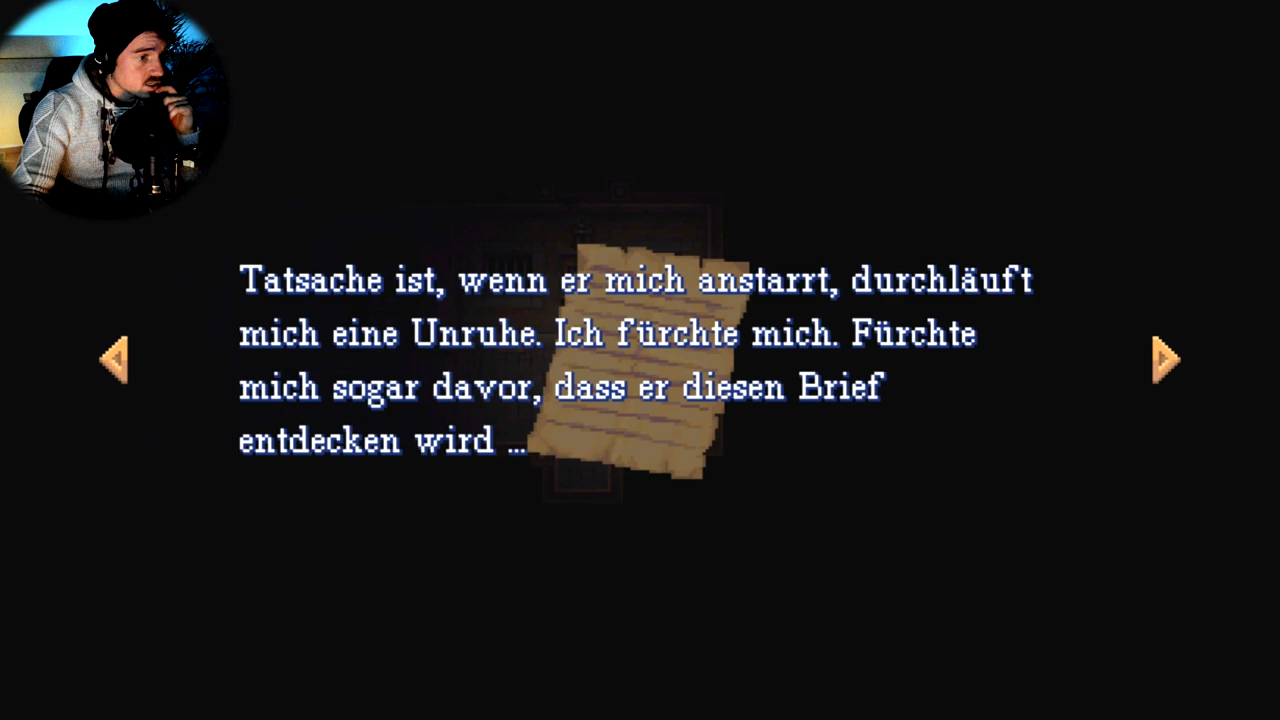 Tatsache ist, wenn er mich anstarrt, durchläuft
mich eine Unruhe. Ich fürchte mich. Fürchte
mich sogar davor, dass er diesen Brief
entdecken wird ...